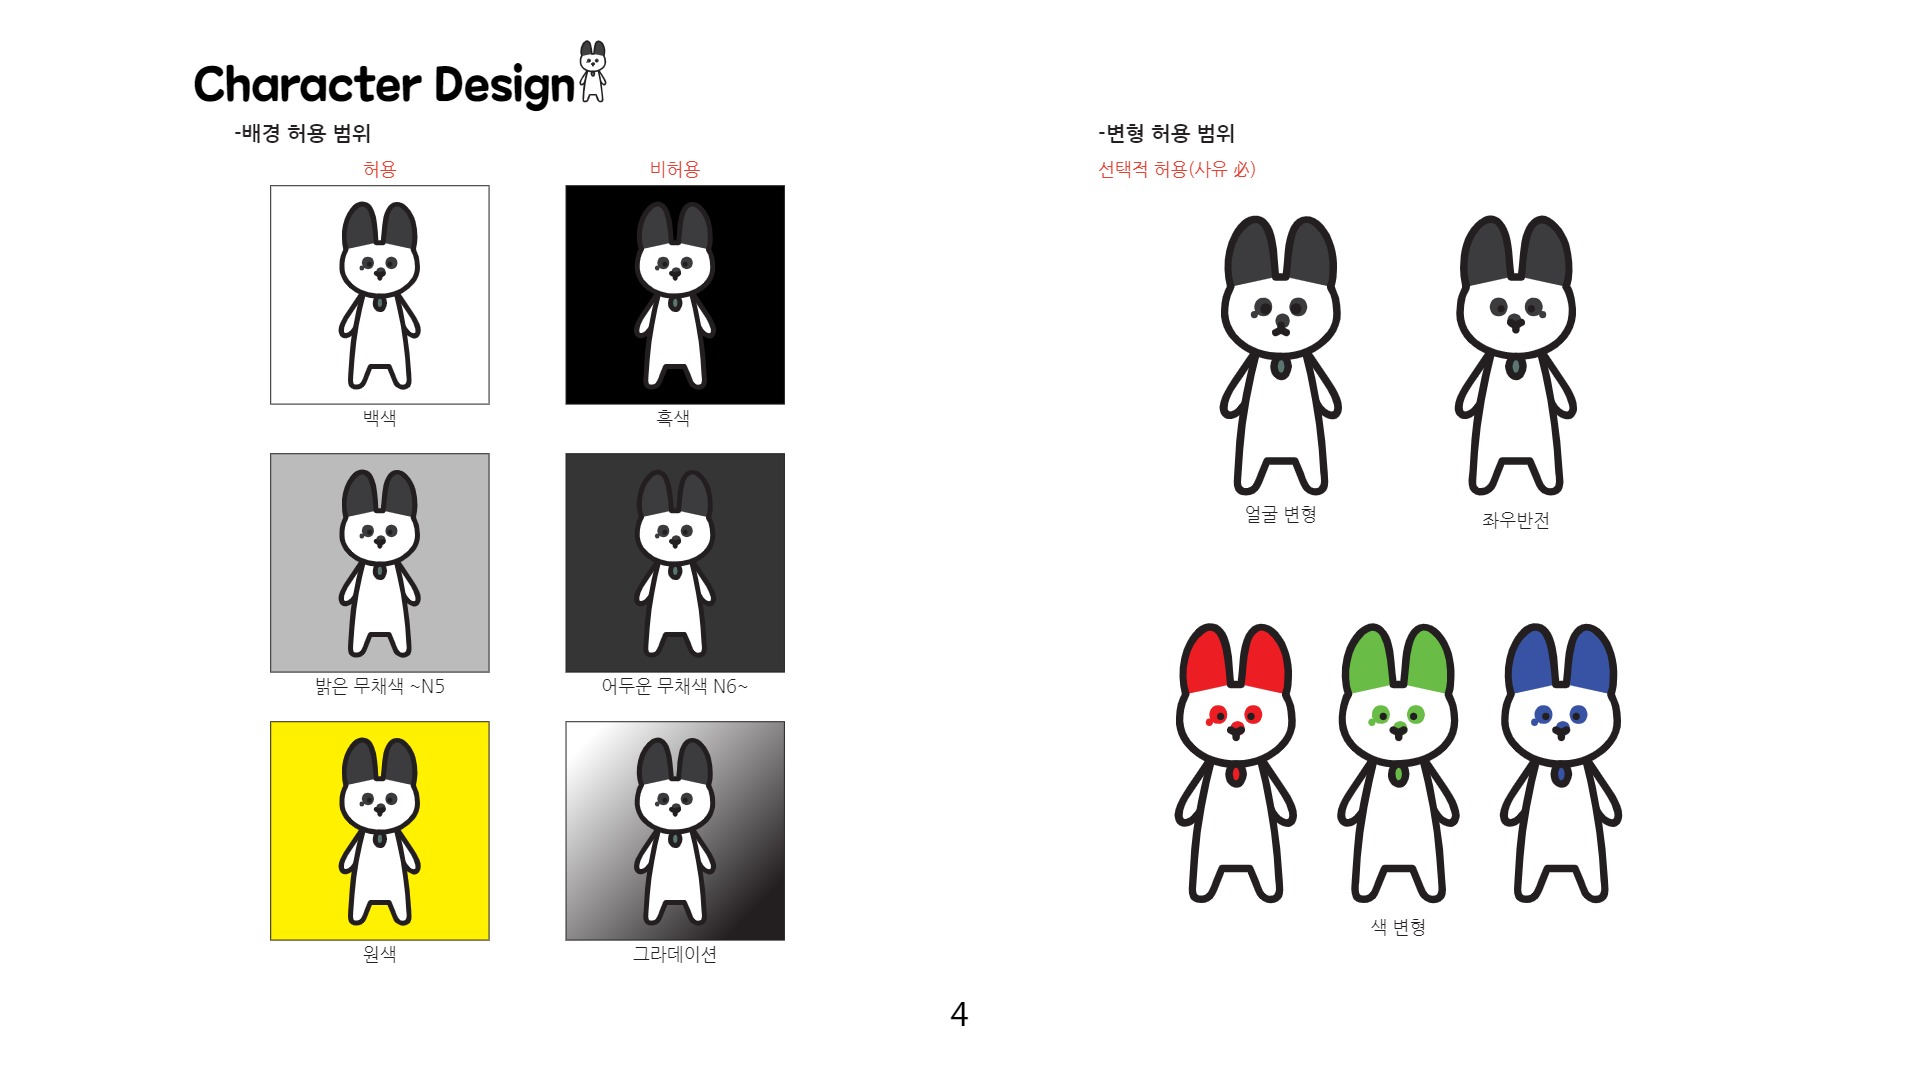 Character Design
-배경 허용 범위
허용
비허용
백색
흑색
밝은 무채색 ~N5
어두운 무채색 N6~
원색
그라데이션
-변형 허용 범위
선택적 허용(사유 必)
얼굴 변형
좌우반전
색 변형
4